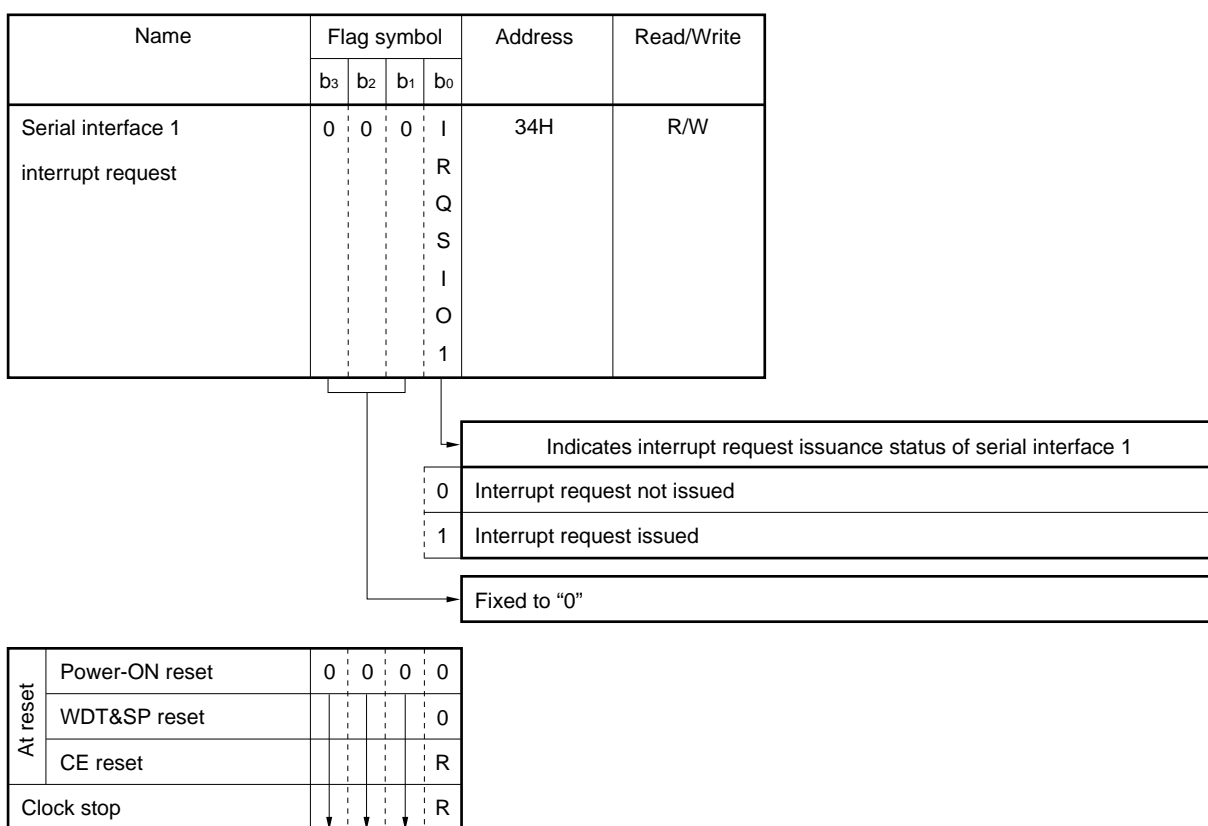 Name Flag symbol Address Read/Write
b3 b2 b1 b0
Serial interface 1 0 0 0 I 34H R/W
interrupt request R
Q
S
I
O
1
Indicates interrupt request issuance status of serial interface 1
0 Interrupt request not issued
1 Interrupt request issued
Fixed to “0”
At reset
Power-ON reset 0 0 0 0
WDT&SP reset 0
CE reset R
Clock stop R